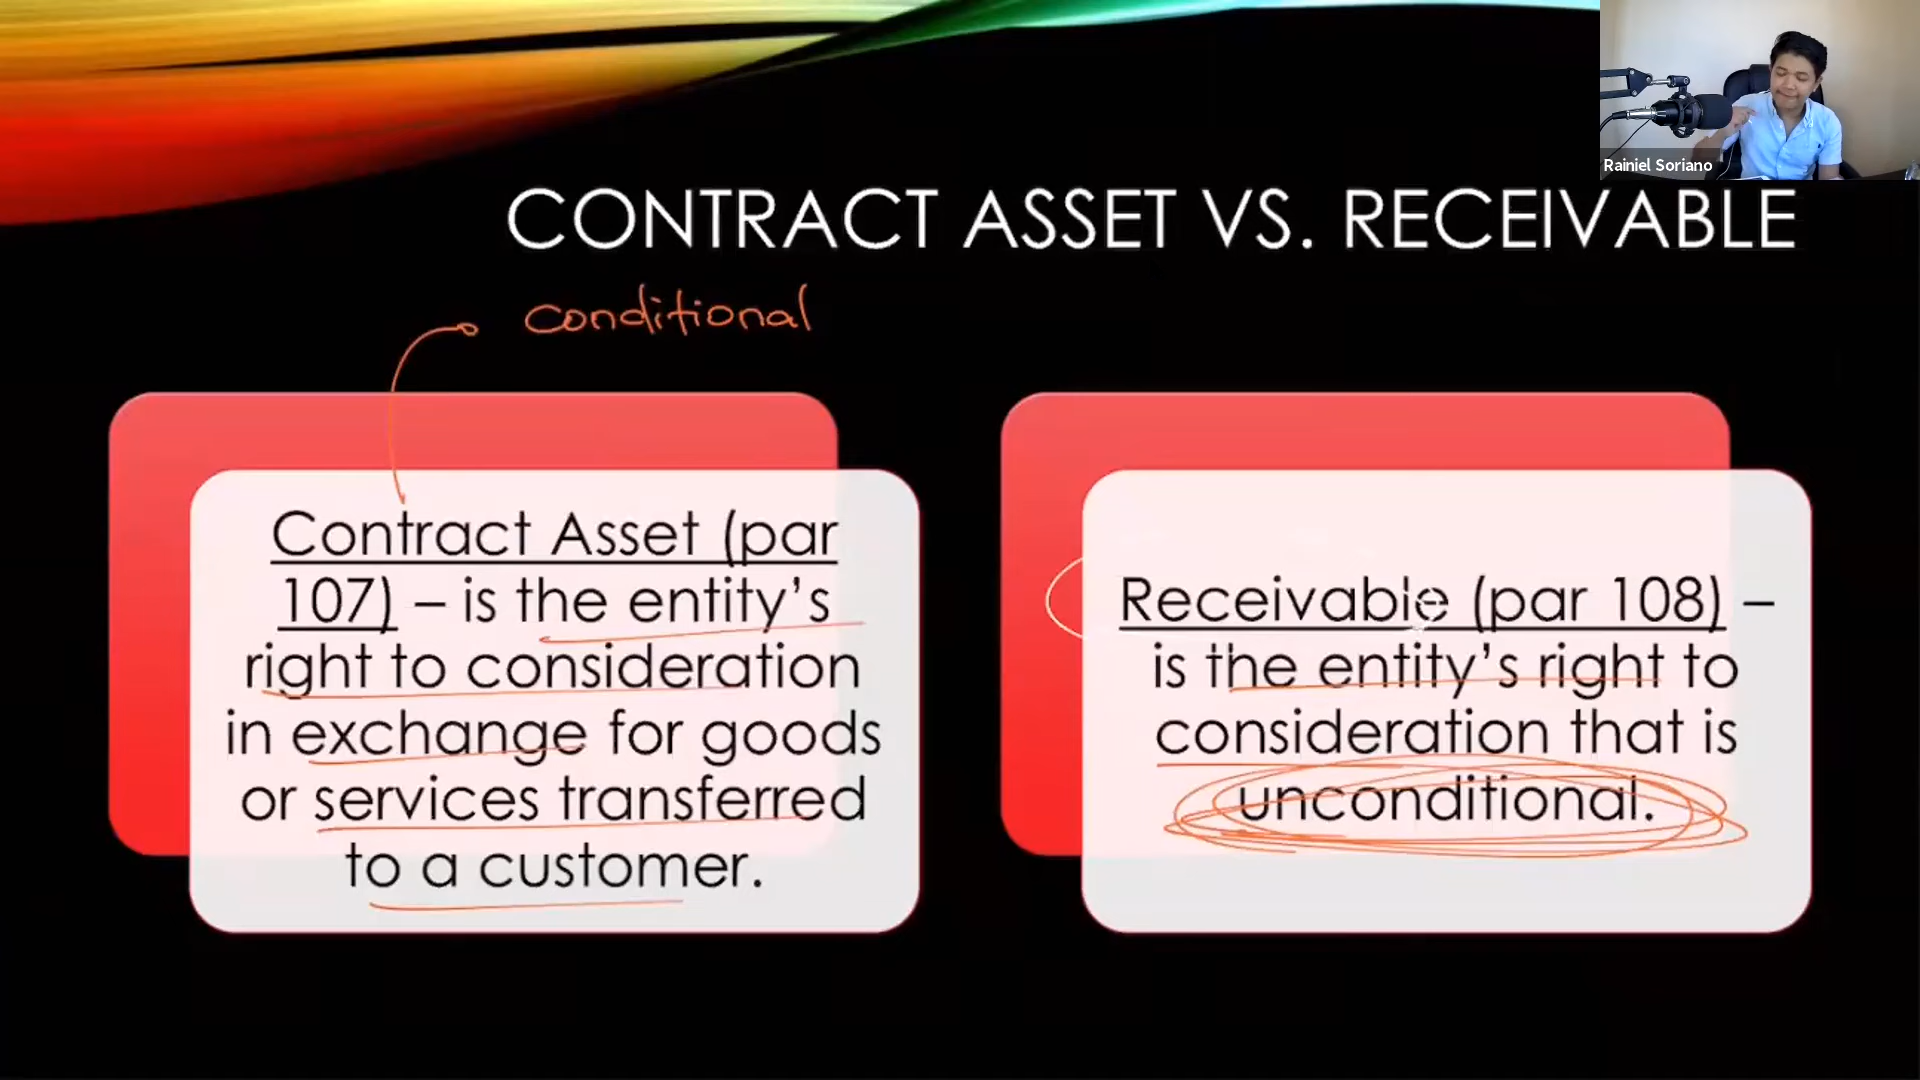 Rainiel Soriano
CONTRACT ASSET VS. RECEIVABLE
conditional
Contract Asset (par
107) – is the entity’s
right to consideration
in exchange for goods
or services transferred
to a customer.
Receivable (par 108) –
is the entity’s right to
consideration that is
unconditional.